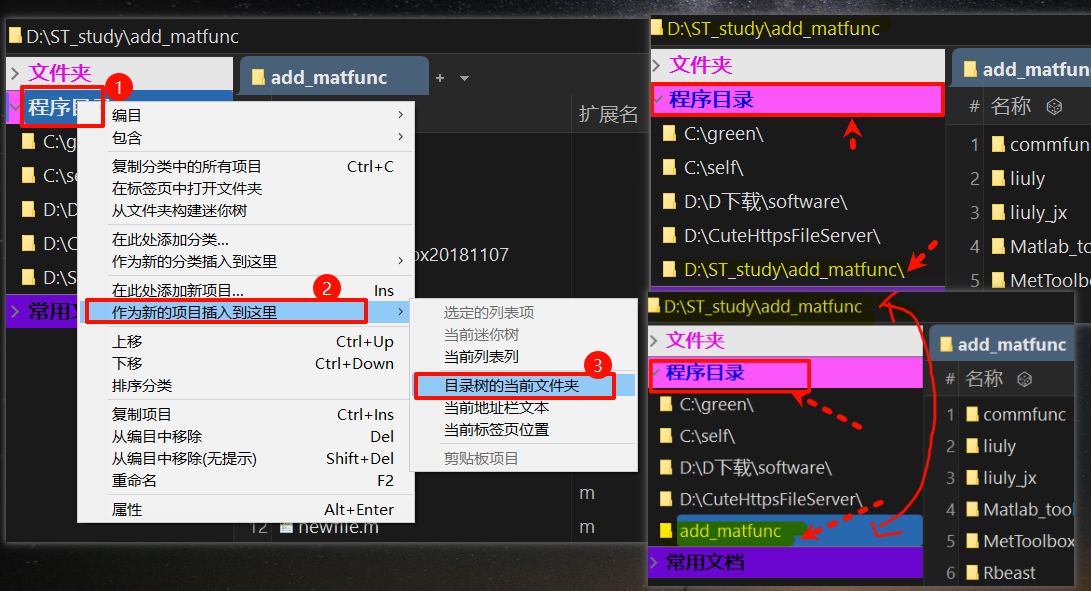 D:\ST_study\add_matfunc
文件夹
add_matfunc
1
程序目
扩展名
C:\g
C:\se
D:\D
D:\C
D:\S
常用文
编目
包含
复制分类中的所有项目 Ctrl+C
在标签页中打开文件夹
从文件夹构建迷你树
在此处添加分类...
作为新的分类插入到这里
ox20181107
在此处添加新项目... Ins
2
作为新的项目插入到这里
上移 Ctrl+Up
下移 Ctrl+Down
排序分类
复制项目 Ctrl+Ins
从编目中移除 Del
从编目中移除(无提示) Shift+Del
重命名 F2
属性 Alt+Enter
选定的列表项
当前迷你树
当前列表列
3
目录树的当前文件夹
当前地址栏文本
当前标签页位置
剪贴板项目
m
12 newfile.m m
D:\ST_study\add_matfunc
文件夹
程序目录
C:\green\
C:\self\
D:\D下载\software\
D:\CuteHttpsFileServer\
D:\ST_study\add_matfunc\
add_matfun
# 名称
1 commfun
2 liuly
3 liuly_jx
4 Matlab_to
5 MetToolbo
D:\ST_study\add_matfunc
文件夹
程序目录
C:\green\
C:\self\
D:\D下载\software\
D:\CuteHttpsFileServer\
add_matfunc
常用文档
add_matfunc
# 名称
1 commfunc
2 liuly
3 liuly_jx
4 Matlab_tool
5 MetToolbox
6 Rbeast